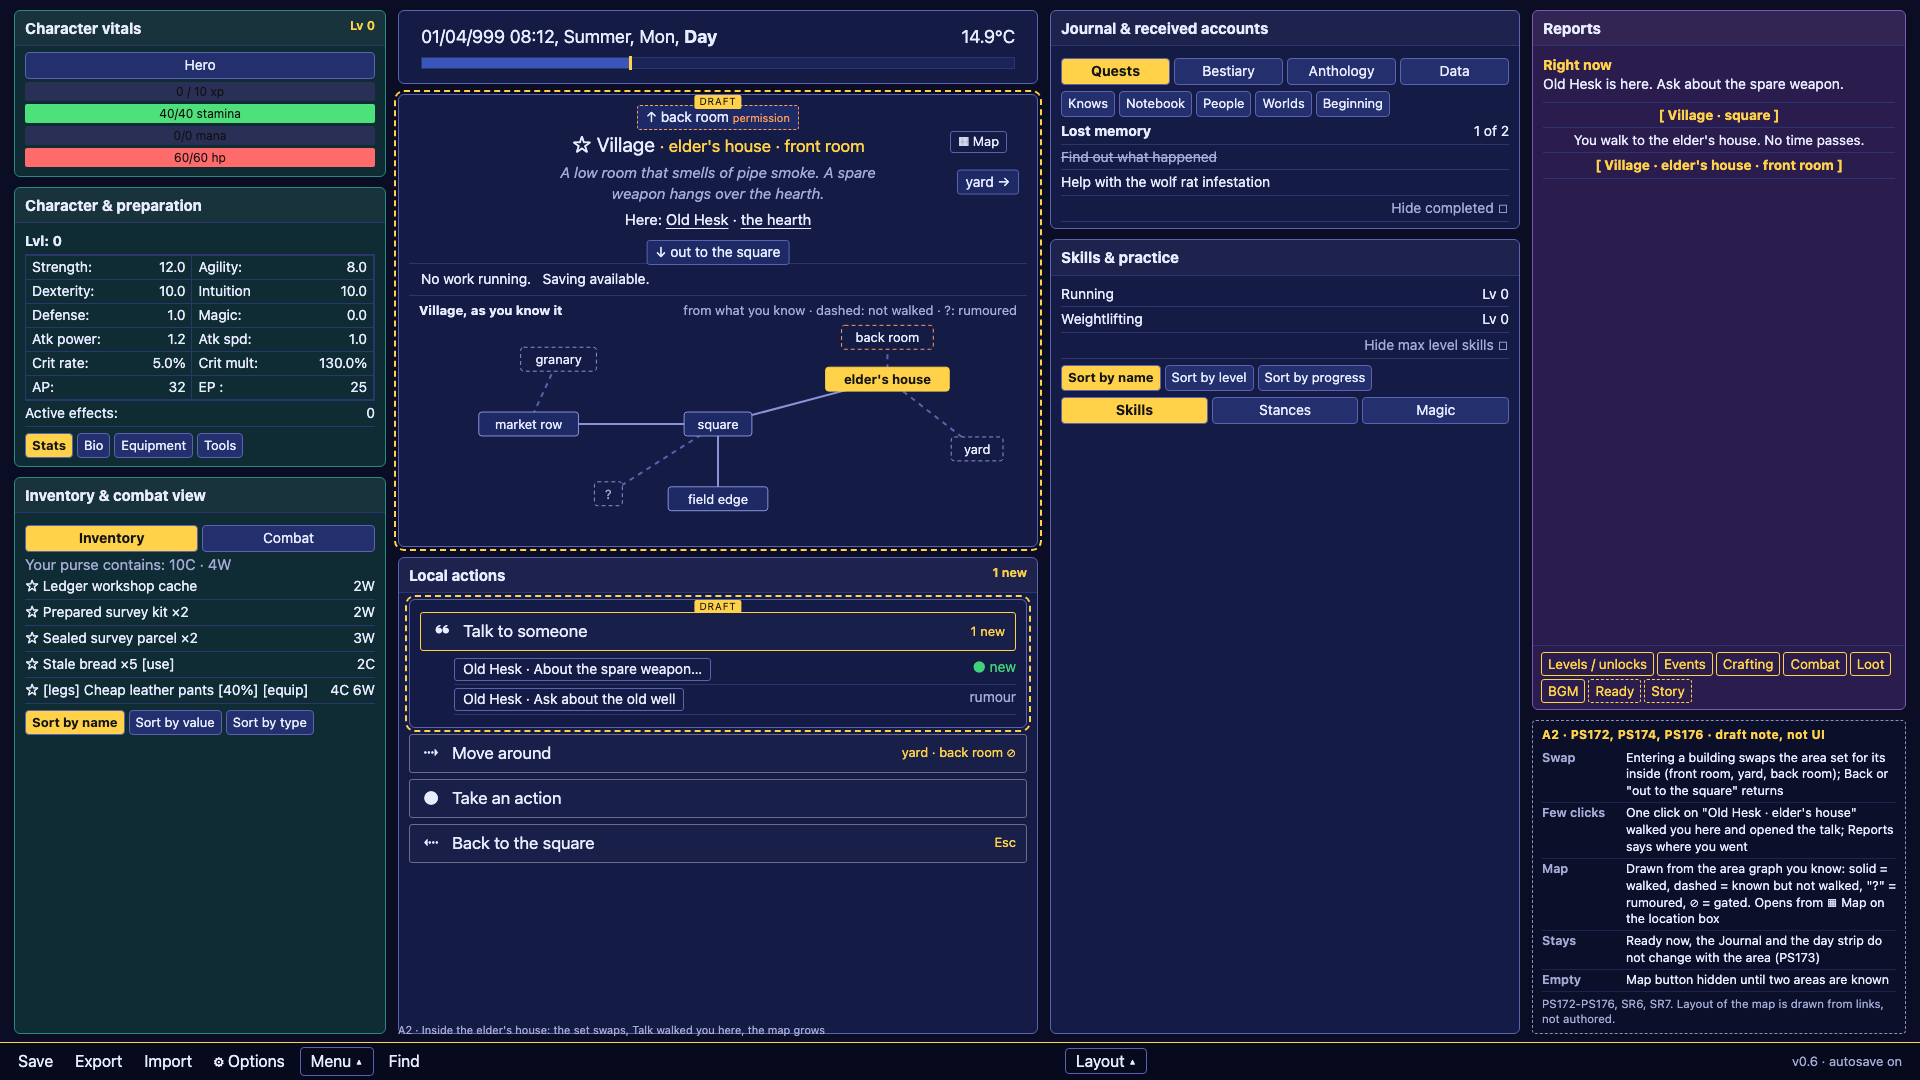 Character vitals
Lv 0
Hero
0 / 10 xp
40/40 stamina
0/0 mana
60/60 hp
Character & preparation
Lvl: 0
Strength: 12.0 Agility: 8.0
Dexterity: 10.0 Intuition 10.0
Defense: 1.0 Magic: 0.0
Atk power: 1.2 Atk spd: 1.0
Crit rate: 5.0% Crit mult: 130.0%
AP: 32 EP : 25
Active effects: 0
Stats Bio Equipment Tools
Inventory & combat view
Inventory Combat
Your purse contains: 10C · 4W
☆ Ledger workshop cache 2W
☆ Prepared survey kit ×2 2W
☆ Sealed survey parcel ×2 3W
☆ Stale bread ×5 [use] 2C
☆ [legs] Cheap leather pants [40%] [equip] 4C 6W
Sort by name Sort by value Sort by type
01/04/999 08:12, Summer, Mon, Day 14.9°C
DRAFT
↑ back room permission
☆ Village · elder's house · front room
▦ Map
A low room that smells of pipe smoke. A spare
weapon hangs over the hearth.
yard →
Here: Old Hesk · the hearth
↓ out to the square
No work running. Saving available.
Village, as you know it from what you know · dashed: not walked · ?: rumoured
back room
granary
elder's house
market row
square
yard
?
field edge
Local actions 1 new
DRAFT
❝ Talk to someone 1 new
Old Hesk · About the spare weapon... ● new
Old Hesk · Ask about the old well rumour
⇢ Move around yard · back room ⊘
● Take an action
⇠ Back to the square Esc
A2 · Inside the elder's house: the set swaps, Talk walked you here, the map grows
Journal & received accounts
Quests Bestiary Anthology Data
Knows Notebook People Worlds Beginning
Lost memory 1 of 2
Find out what happened
Help with the wolf rat infestation
Hide completed □
Skills & practice
Running Lv 0
Weightlifting Lv 0
Hide max level skills □
Sort by name Sort by level Sort by progress
Skills Stances Magic
Reports
Right now
Old Hesk is here. Ask about the spare weapon.
[ Village · square ]
You walk to the elder's house. No time passes.
[ Village · elder's house · front room ]
Levels / unlocks Events Crafting Combat Loot
BGM Ready Story
A2 · PS172, PS174, PS176 · draft note, not UI
Swap Entering a building swaps the area set for its
inside (front room, yard, back room); Back or
"out to the square" returns
Few clicks One click on "Old Hesk · elder's house"
walked you here and opened the talk; Reports
says where you went
Map Drawn from the area graph you know: solid =
walked, dashed = known but not walked, "?" =
rumoured, ⊘ = gated. Opens from ▦ Map on
the location box
Stays Ready now, the Journal and the day strip do
not change with the area (PS173)
Empty Map button hidden until two areas are known
PS172-PS176, SR6, SR7. Layout of the map is drawn from links,
not authored.
Save Export Import ⚙ Options Menu ▴ Find Layout ▴ v0.6 · autosave on